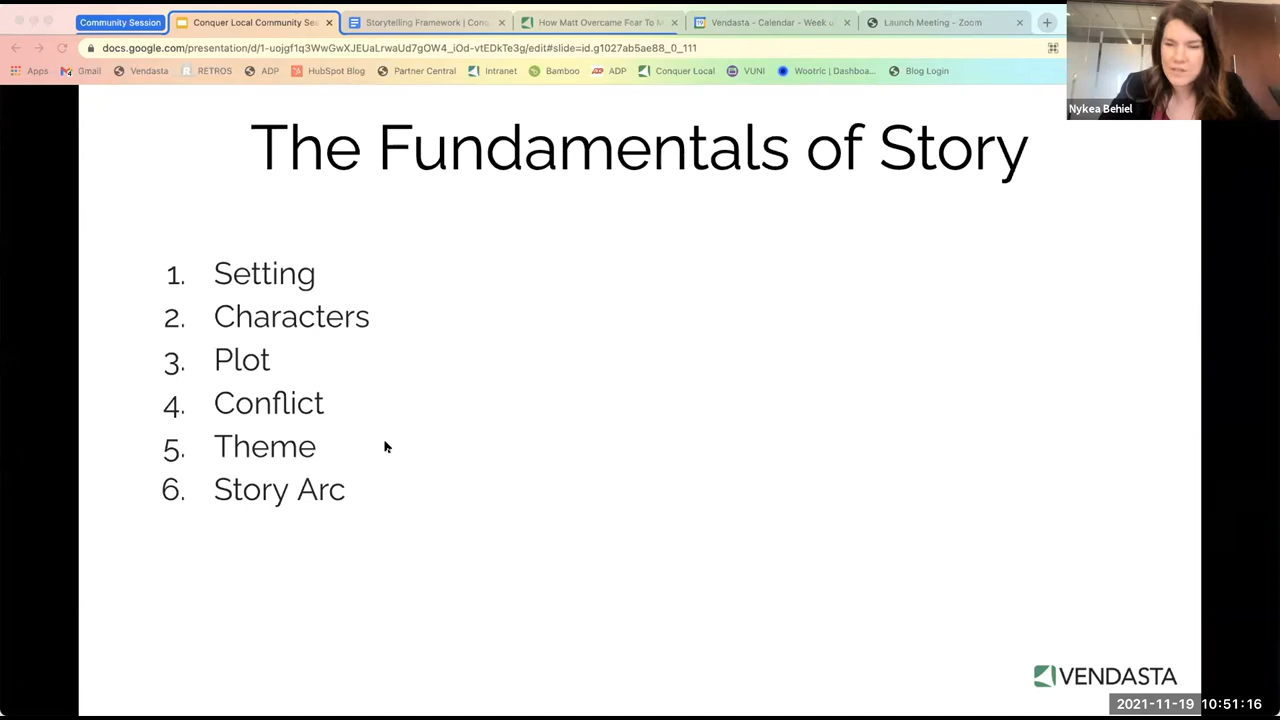 Community Session
Conquer Local Community Ses
Storytelling Framework | Conq
How Matt Overcame Fear To M
Vendasta - Calendar - Week o
Launch Meeting - Zoom
docs.google.com/presentation/d/1-uojgf1q3WwGwXJEUaLrwaUd7gOW4_iOd-vtEDkTe3g/edit#slide=id.g1027ab5ae88_0_111
Apps Gmail Vendasta RETROS ADP HubSpot Blog Partner Central Intranet Bamboo ADP Conquer Local VUNI Wootric | Dashboa... Blog Login
Nykea Behiel
The Fundamentals of Story
1. Setting
2. Characters
3. Plot
4. Conflict
5. Theme
6. Story Arc
VENDASTA
2021-11-19 10:51:16